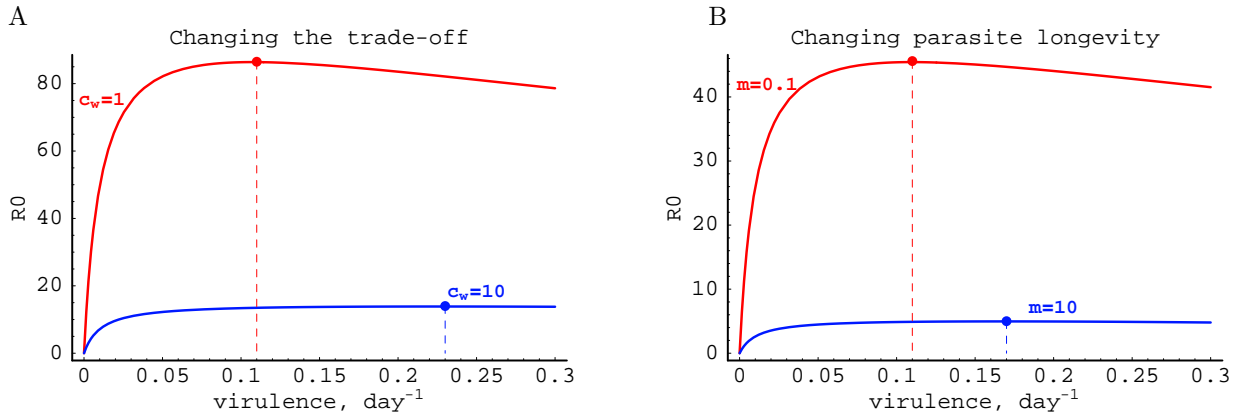 A
Changing the trade-off
80
60
40
20
0
R0
c_w=1
c_w=10
0 0.05 0.1 0.15 0.2 0.25 0.3
virulence, day^-1
B
Changing parasite longevity
40
30
20
10
0
R0
m=0.1
m=10
0 0.05 0.1 0.15 0.2 0.25 0.3
virulence, day^-1